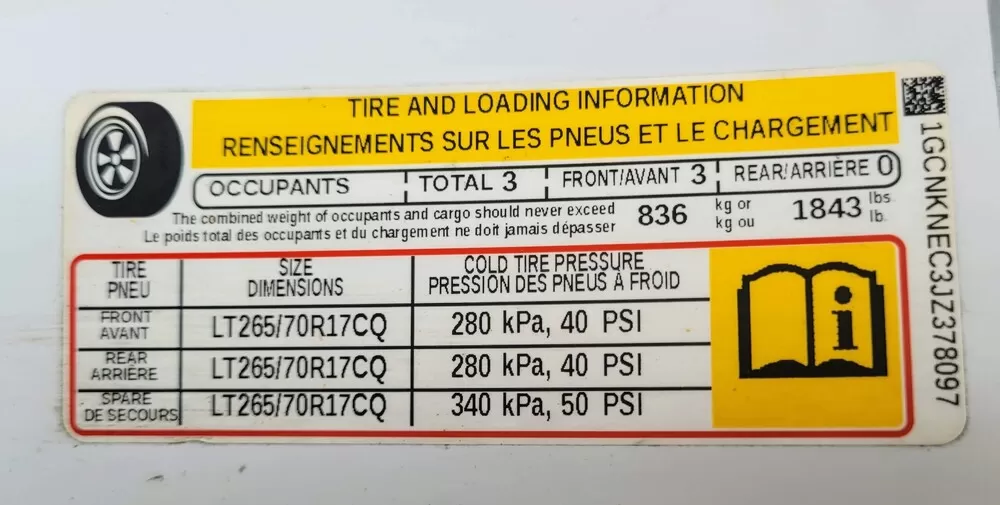 TIRE AND LOADING INFORMATION
RENSEIGNEMENTS SUR LES PNEUS ET LE CHARGEMENT
OCCUPANTS TOTAL 3 FRONT/AVANT 3 REAR/ARRIÈRE 0
The combined weight of occupants and cargo should never exceed 836 kg or 1843 lbs.
Le poids total des occupants et du chargement ne doit jamais dépasser kg ou lb.
TIRE SIZE COLD TIRE PRESSURE
PNEU DIMENSIONS PRESSION DES PNEUS À FROID
FRONT
AVANT LT265/70R17CQ 280 kPa, 40 PSI
REAR
ARRIÈRE LT265/70R17CQ 280 kPa, 40 PSI
SPARE
DE SECOURS LT265/70R17CQ 340 kPa, 50 PSI
i
1GCNKNEC3JZ378097